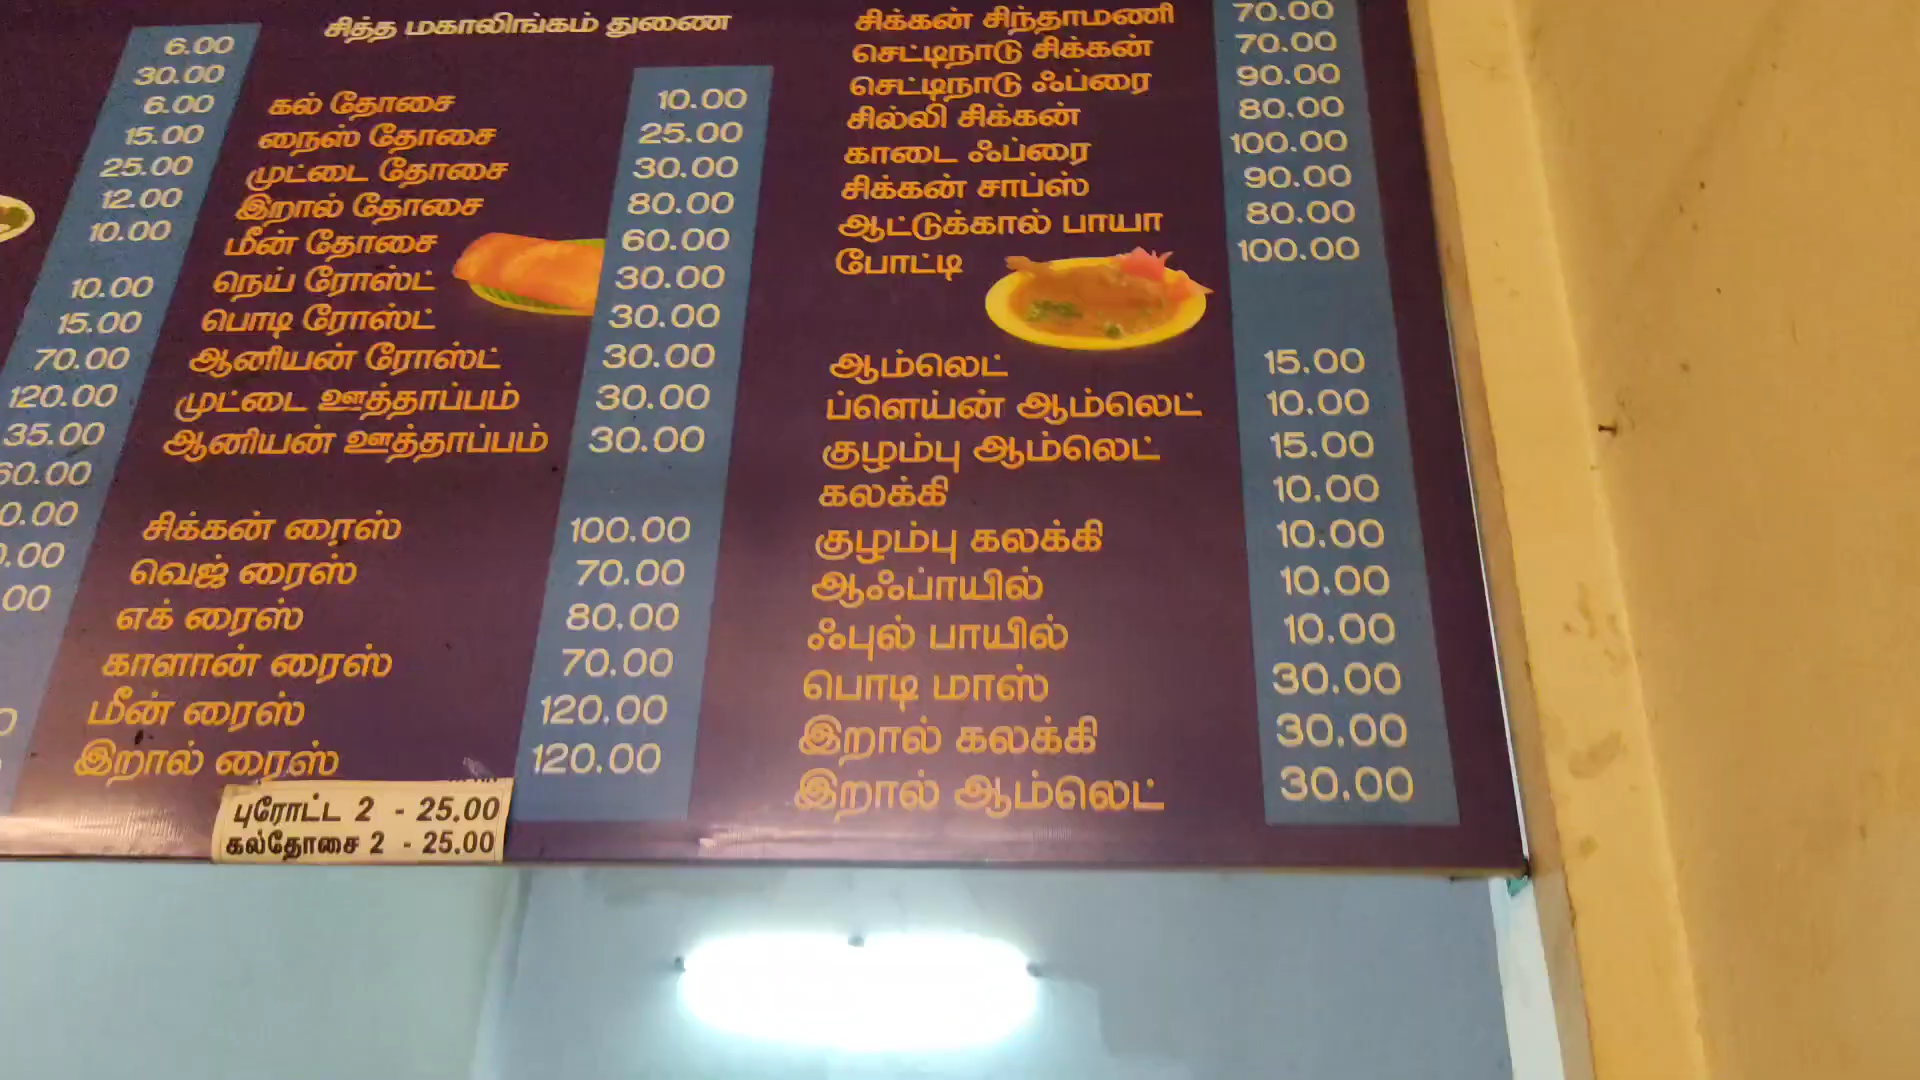 சித்த மகாலிங்கம் துணை
6.00
30.00
6.00
15.00
25.00
12.00
10.00
10.00
15.00
70.00
120.00
35.00
கல் தோசை 10.00
நைஸ் தோசை 25.00
முட்டை தோசை 30.00
இறால் தோசை 80.00
மீன் தோசை 60.00
நெய் ரோஸ்ட் 30.00
பொடி ரோஸ்ட் 30.00
ஆனியன் ரோஸ்ட் 30.00
முட்டை ஊத்தாப்பம் 30.00
ஆனியன் ஊத்தாப்பம் 30.00
சிக்கன் ரைஸ் 100.00
வெஜ் ரைஸ் 70.00
எக் ரைஸ் 80.00
காளான் ரைஸ் 70.00
மீன் ரைஸ் 120.00
இறால் ரைஸ் 120.00
புரோட்ட 2 - 25.00
கல்தோசை 2 - 25.00
சிக்கன் சிந்தாமணி 70.00
செட்டிநாடு சிக்கன் 70.00
செட்டிநாடு ஃப்ரை 90.00
சில்லி சிக்கன் 80.00
காடை ஃப்ரை 100.00
சிக்கன் சாப்ஸ் 90.00
ஆட்டுக்கால் பாயா 80.00
போட்டி 100.00
ஆம்லெட் 15.00
ப்ளெய்ன் ஆம்லெட் 10.00
குழம்பு ஆம்லெட் 15.00
கலக்கி 10.00
குழம்பு கலக்கி 10.00
ஆஃப்பாயில் 10.00
ஃபுல் பாயில் 10.00
பொடி மாஸ் 30.00
இறால் கலக்கி 30.00
இறால் ஆம்லெட் 30.00